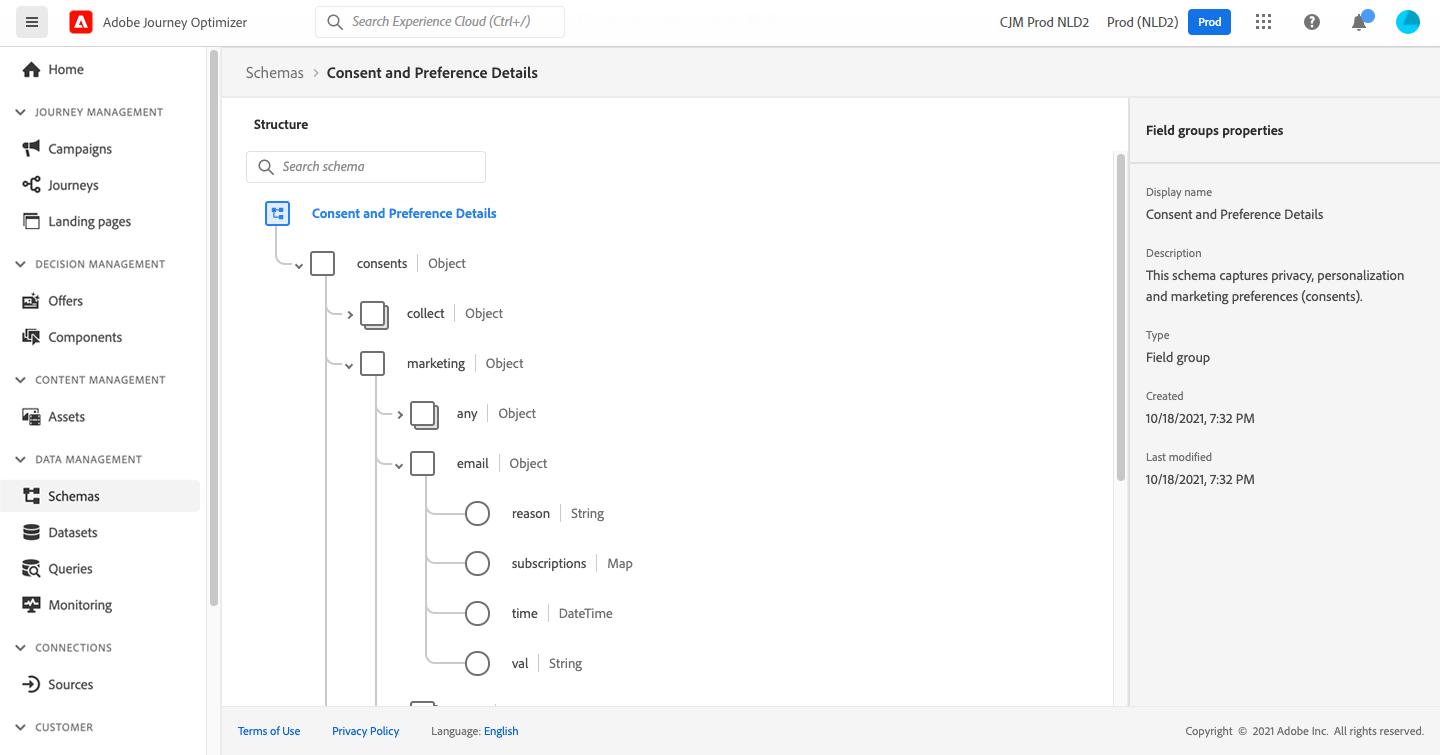 Adobe Journey Optimizer
Search Experience Cloud (Ctrl+/)
CJM Prod NLD2
Prod (NLD2)
Prod
Home
JOURNEY MANAGEMENT
Campaigns
Journeys
Landing pages
DECISION MANAGEMENT
Offers
Components
CONTENT MANAGEMENT
Assets
DATA MANAGEMENT
Schemas
Datasets
Queries
Monitoring
CONNECTIONS
Sources
CUSTOMER
Schemas > Consent and Preference Details
Structure
Search schema
Consent and Preference Details
consents | Object
collect | Object
marketing | Object
any | Object
email | Object
reason | String
subscriptions | Map
time | DateTime
val | String
Field groups properties
Display name
Consent and Preference Details
Description
This schema captures privacy, personalization
and marketing preferences (consents).
Type
Field group
Created
10/18/2021, 7:32 PM
Last modified
10/18/2021, 7:32 PM
Terms of Use
Privacy Policy
Language: English
Copyright © 2021 Adobe Inc. All rights reserved.